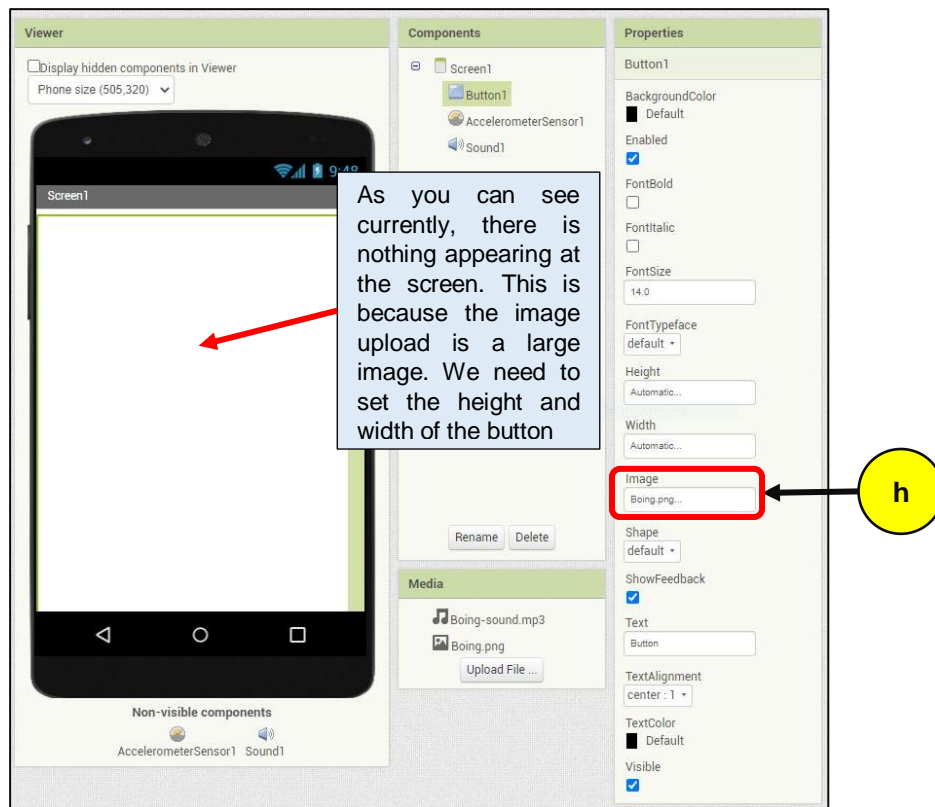 Viewer
Display hidden components in Viewer
Phone size (505,320)
9:48
Screen1
As you can see
currently, there is
nothing appearing at
the screen. This is
because the image
upload is a large
image. We need to
set the height and
width of the button
Non-visible components
AccelerometerSensor1 Sound1
Components
Screen1
Button1
AccelerometerSensor1
Sound1
Rename Delete
Media
Boing-sound.mp3
Boing.png
Upload File ...
Properties
Button1
BackgroundColor
Default
Enabled
FontBold
FontItalic
FontSize
14.0
FontTypeface
default
Height
Automatic...
Width
Automatic...
Image
Boing.png...
h
Shape
default
ShowFeedback
Text
Button
TextAlignment
center : 1
TextColor
Default
Visible